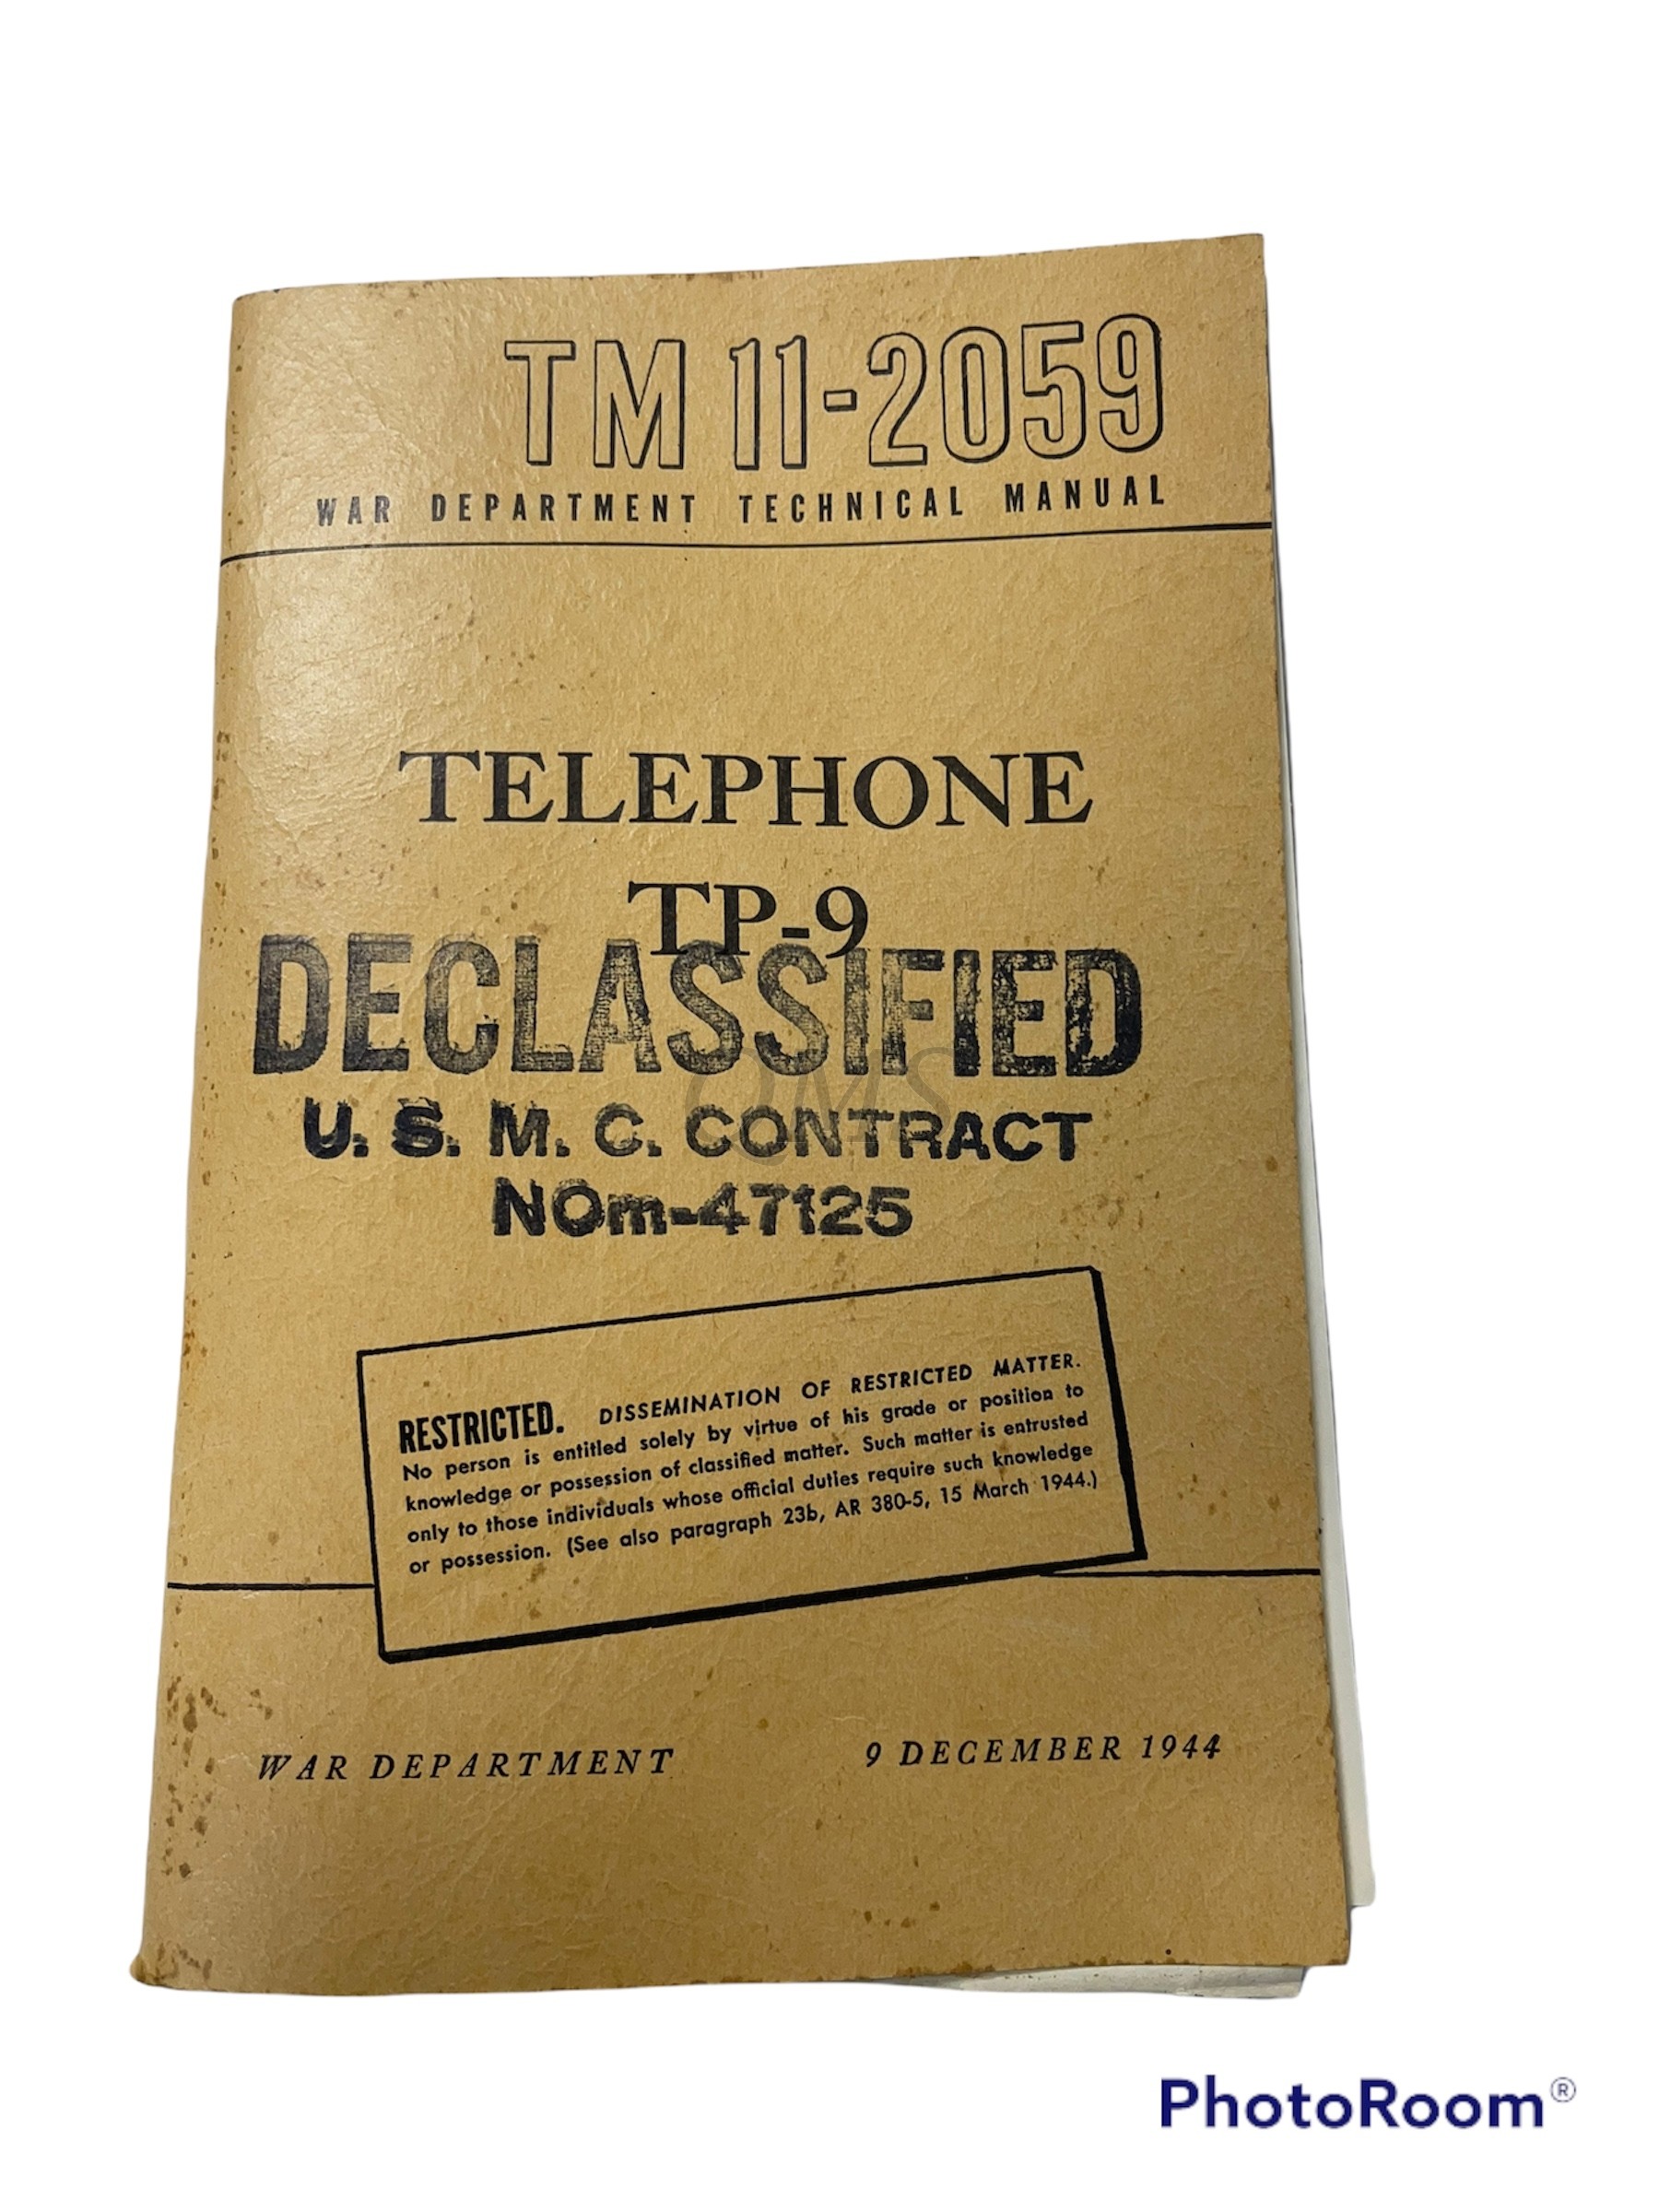 TM 11-2059
WAR DEPARTMENT TECHNICAL MANUAL
TELEPHONE
TP-9
DECLASSIFIED
QMS
U. S. M. C. CONTRACT
NOm-47125
RESTRICTED. DISSEMINATION OF RESTRICTED MATTER.
No person is entitled solely by virtue of his grade or position to
knowledge or possession of classified matter. Such matter is entrusted
only to those individuals whose official duties require such knowledge
or possession. (See also paragraph 23b, AR 380-5, 15 March 1944.)
WAR DEPARTMENT 9 DECEMBER 1944
PhotoRoom®